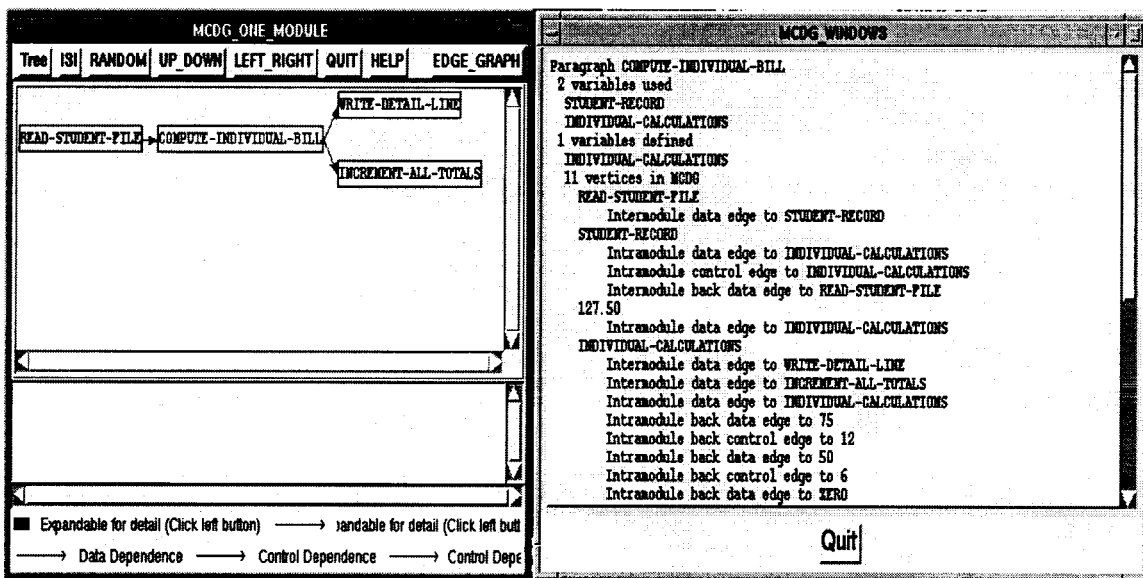 MCDG_ONE_MODULE
Tree ISI RANDOM UP_DOWN LEFT_RIGHT QUIT HELP EDGE_GRAPH
WRITE-DETAIL-LINE
READ-STUDENT-FILE COMPUTE-INDIVIDUAL-BILL
INCREMENT-ALL-TOTALS
Expandable for detail (Click left button) pandable for detail (Click left butt
Data Dependence Control Dependence Control Depe
MCDG_WINDOWS
Paragraph COMPUTE-INDIVIDUAL-BILL
2 variables used
STUDENT-RECORD
INDIVIDUAL-CALCULATIONS
1 variables defined
INDIVIDUAL-CALCULATIONS
11 vertices in MCDG
READ-STUDENT-FILE
Intermodule data edge to STUDENT-RECORD
STUDENT-RECORD
Intramodule data edge to INDIVIDUAL-CALCULATIONS
Intramodule control edge to INDIVIDUAL-CALCULATIONS
Intermodule back data edge to READ-STUDENT-FILE
127.50
Intramodule data edge to INDIVIDUAL-CALCULATIONS
INDIVIDUAL-CALCULATIONS
Intermodule data edge to WRITE-DETAIL-LINE
Intermodule data edge to INCREMENT-ALL-TOTALS
Intramodule data edge to INDIVIDUAL-CALCULATIONS
Intramodule back data edge to 75
Intramodule back control edge to 12
Intramodule back data edge to 50
Intramodule back control edge to 6
Intramodule back data edge to ZERO
Quit